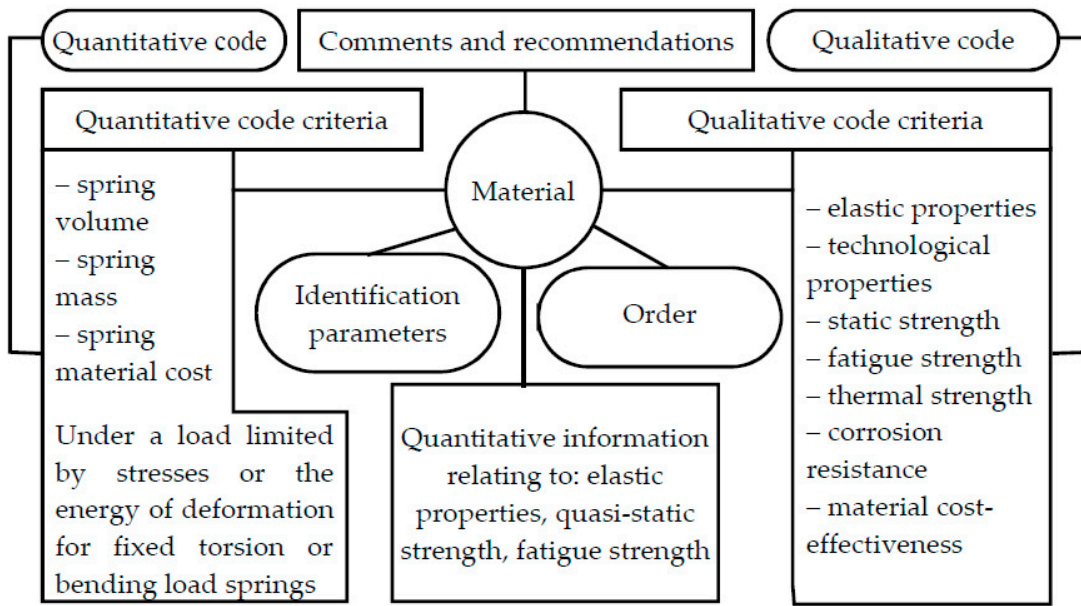 Quantitative code
Comments and recommendations
Qualitative code
Quantitative code criteria
Qualitative code criteria
– spring
volume
– spring
mass
– spring
material cost
Under a load limited
by stresses or the
energy of deformation
for fixed torsion or
bending load springs
Material
Identification
parameters
Order
Quantitative information
relating to: elastic
properties, quasi-static
strength, fatigue strength
– elastic properties
– technological
properties
– static strength
– fatigue strength
– thermal strength
– corrosion
resistance
– material cost-
effectiveness